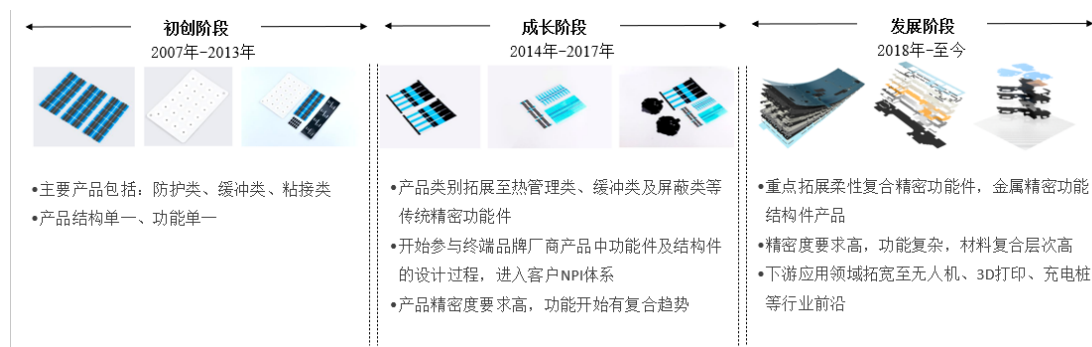 初创阶段
2007年-2013年
•主要产品包括：防护类、缓冲类、粘接类
•产品结构单一、功能单一
成长阶段
2014年-2017年
•产品类别拓展至热管理类、缓冲类及屏蔽类等
传统精密功能件
•开始参与终端品牌厂商产品中功能件及结构件
的设计过程，进入客户NPI体系
•产品精密度要求高，功能开始有复合趋势
发展阶段
2018年-至今
•重点拓展柔性复合精密功能件，金属精密功能
结构件产品
•精密度要求高，功能复杂，材料复合层次高
•下游应用领域拓宽至无人机、3D打印、充电桩
等行业前沿